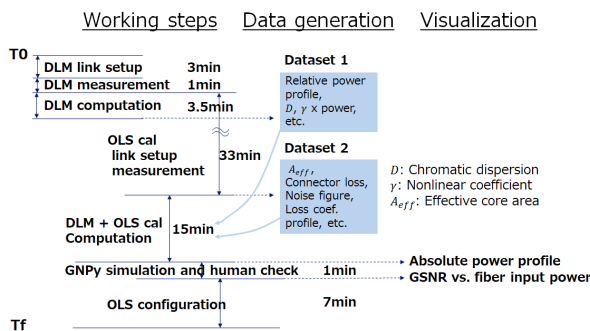 Working steps
Data generation
Visualization
T0
DLM link setup 3min
DLM measurement 1min
DLM computation 3.5min
OLS cal
link setup
measurement
33min
DLM + OLS cal
Computation
15min
GNPy simulation and human check 1min
OLS configuration 7min
Tf
Dataset 1
Relative power
profile,
D, γ x power,
etc.
Dataset 2
A_eff,
Connector loss,
Noise figure,
Loss coef.
profile, etc.
D: Chromatic dispersion
γ: Nonlinear coefficient
A_eff: Effective core area
Absolute power profile
GSNR vs. fiber input power